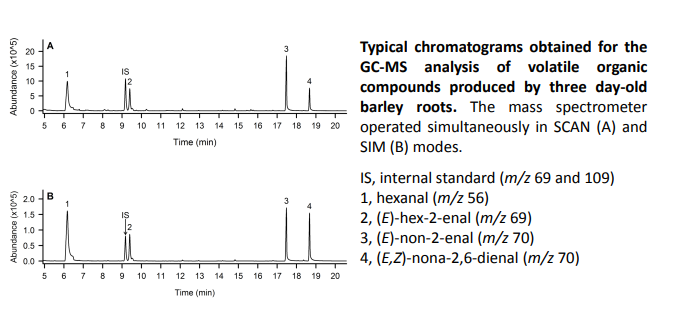 A
Abundance (x10^5)
20
15
10
5
0
1
IS
2
3
4
5 6 7 8 9 10 11 12 13 14 15 16 17 18 19 20
Time (min)
B
Abundance (x10^5)
2.0
1.5
1.0
0.5
0.0
1
IS
2
3
4
5 6 7 8 9 10 11 12 13 14 15 16 17 18 19 20
Time (min)
Typical chromatograms obtained for the
GC-MS analysis of volatile organic
compounds produced by three day-old
barley roots. The mass spectrometer
operated simultaneously in SCAN (A) and
SIM (B) modes.
IS, internal standard (m/z 69 and 109)
1, hexanal (m/z 56)
2, (E)-hex-2-enal (m/z 69)
3, (E)-non-2-enal (m/z 70)
4, (E,Z)-nona-2,6-dienal (m/z 70)